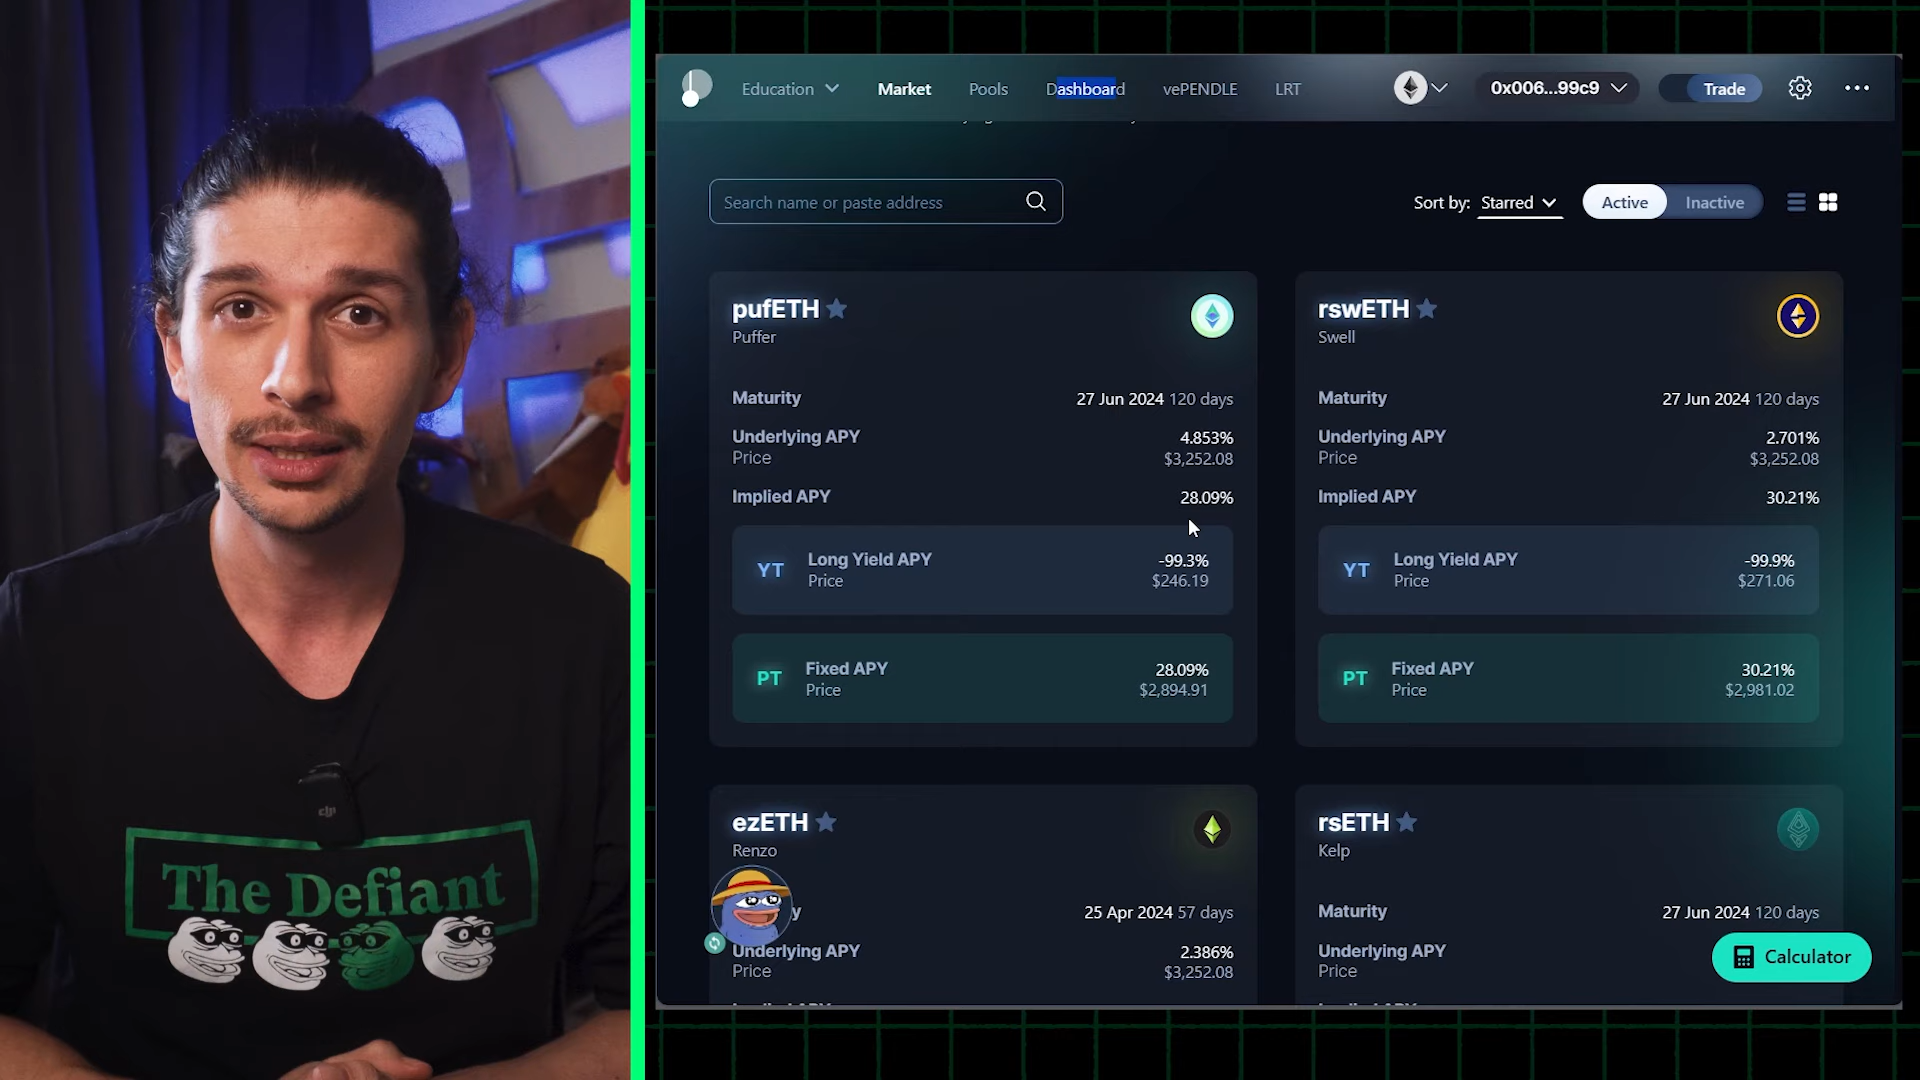 The Defiant
dji
Education
Market
Pools
Dashboard
vePENDLE
LRT
0x006...99c9
Trade
Search name or paste address
Sort by: Starred
Active
Inactive
pufETH
Puffer
Maturity 27 Jun 2024 120 days
Underlying APY 4.853%
Price $3,252.08
Implied APY 28.09%
YT Long Yield APY -99.3%
Price $246.19
PT Fixed APY 28.09%
Price $2,894.91
rswETH
Swell
Maturity 27 Jun 2024 120 days
Underlying APY 2.701%
Price $3,252.08
Implied APY 30.21%
YT Long Yield APY -99.9%
Price $271.06
PT Fixed APY 30.21%
Price $2,981.02
ezETH
Renzo
y 25 Apr 2024 57 days
Underlying APY 2.386%
Price $3,252.08
rsETH
Kelp
Maturity 27 Jun 2024 120 days
Underlying APY
Price
Calculator